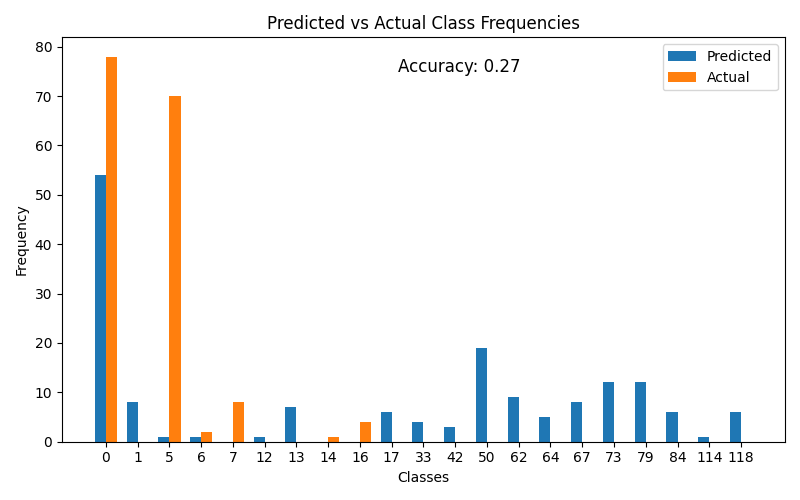 Predicted vs Actual Class Frequencies
Accuracy: 0.27
Predicted
Actual
Frequency
80
70
60
50
40
30
20
10
0
0 1 5 6 7 12 13 14 16 17 33 42 50 62 64 67 73 79 84 114 118
Classes